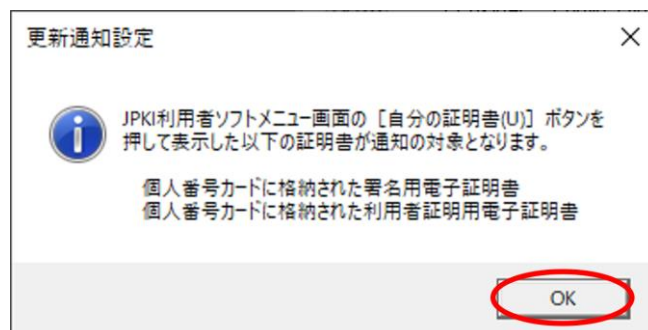 更新通知設定
JPKI利用者ソフトメニュー画面の［自分の証明書(U)］ボタンを
押して表示した以下の証明書が通知の対象となります。
個人番号カードに格納された署名用電子証明書
個人番号カードに格納された利用者証明用電子証明書
OK